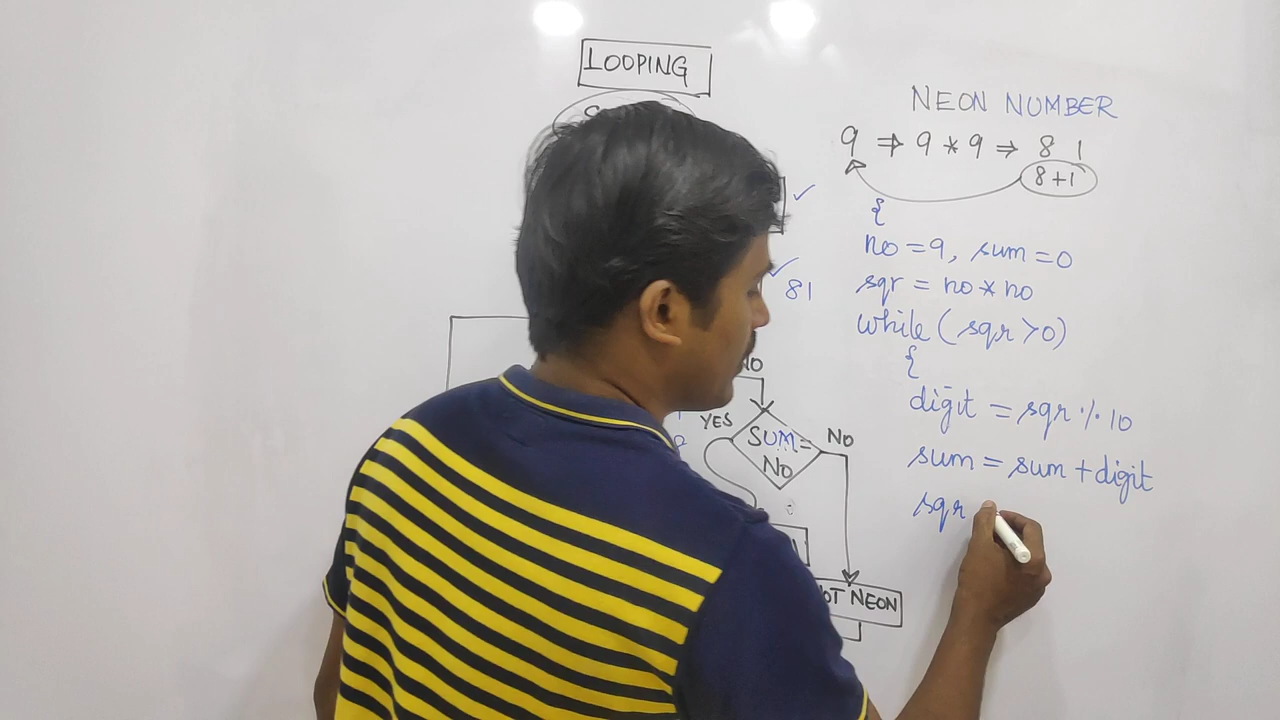 LOOPING
NEON NUMBER
9 ⇒ 9 * 9 ⇒ 8 1
8+1
{
no = 9, sum = 0
sqr = no * no
while ( sqr > 0)
{
digit = sqr % 10
sum = sum + digit
sqr
81
NO
YES
SUM=
NO
NO
NOT NEON